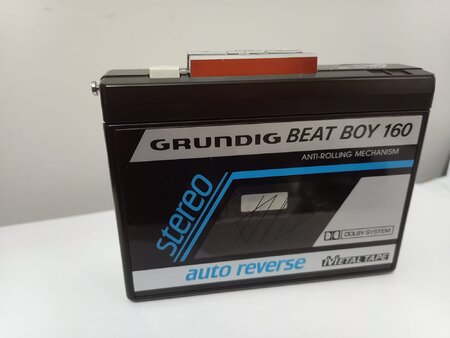 GRUNDIG BEAT BOY 160
ANTI-ROLLING MECHANISM
stereo
DOLBY SYSTEM
auto reverse
METAL TAPE